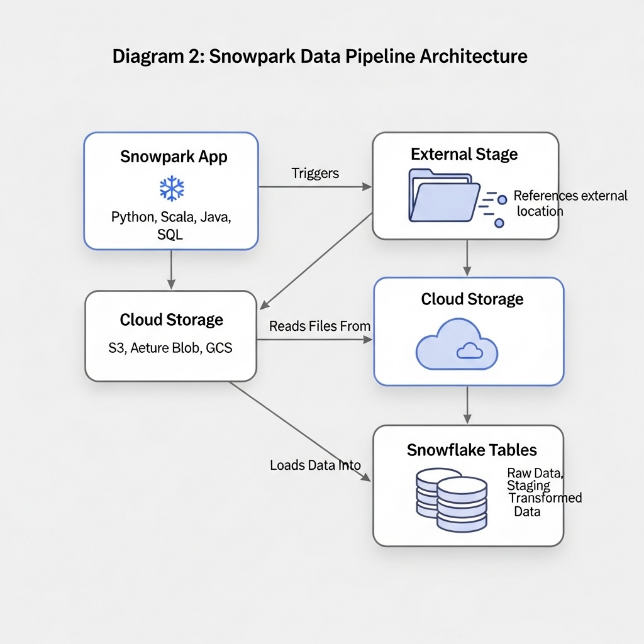 Diagram 2: Snowpark Data Pipeline Architecture
Snowpark App
Python, Scala, Java,
SQL
Triggers
External Stage
References external
location
Cloud Storage
S3, Aeture Blob, GCS
Reads Files From
Cloud Storage
Loads Data Into
Snowflake Tables
Raw Data,
Staging
Transformed
Data